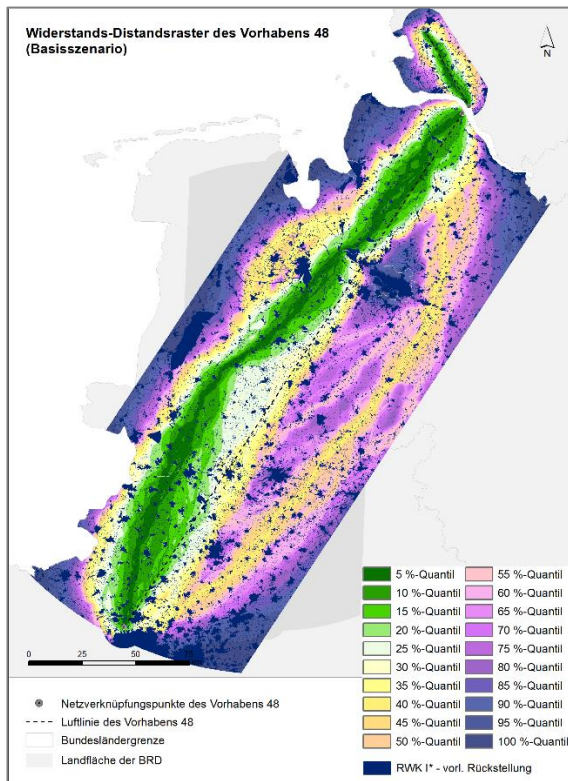 Widerstands-Distandsraster des Vorhabens 48
(Basisszenario)
N
5 %-Quantil
10 %-Quantil
15 %-Quantil
20 %-Quantil
25 %-Quantil
30 %-Quantil
35 %-Quantil
40 %-Quantil
45 %-Quantil
50 %-Quantil
55 %-Quantil
60 %-Quantil
65 %-Quantil
70 %-Quantil
75 %-Quantil
80 %-Quantil
85 %-Quantil
90 %-Quantil
95 %-Quantil
100 %-Quantil
RWK I* - vorl. Rückstellung
0 25 50
Netzverknüpfungspunkte des Vorhabens 48
Luftlinie des Vorhabens 48
Bundesländergrenze
Landfläche der BRD